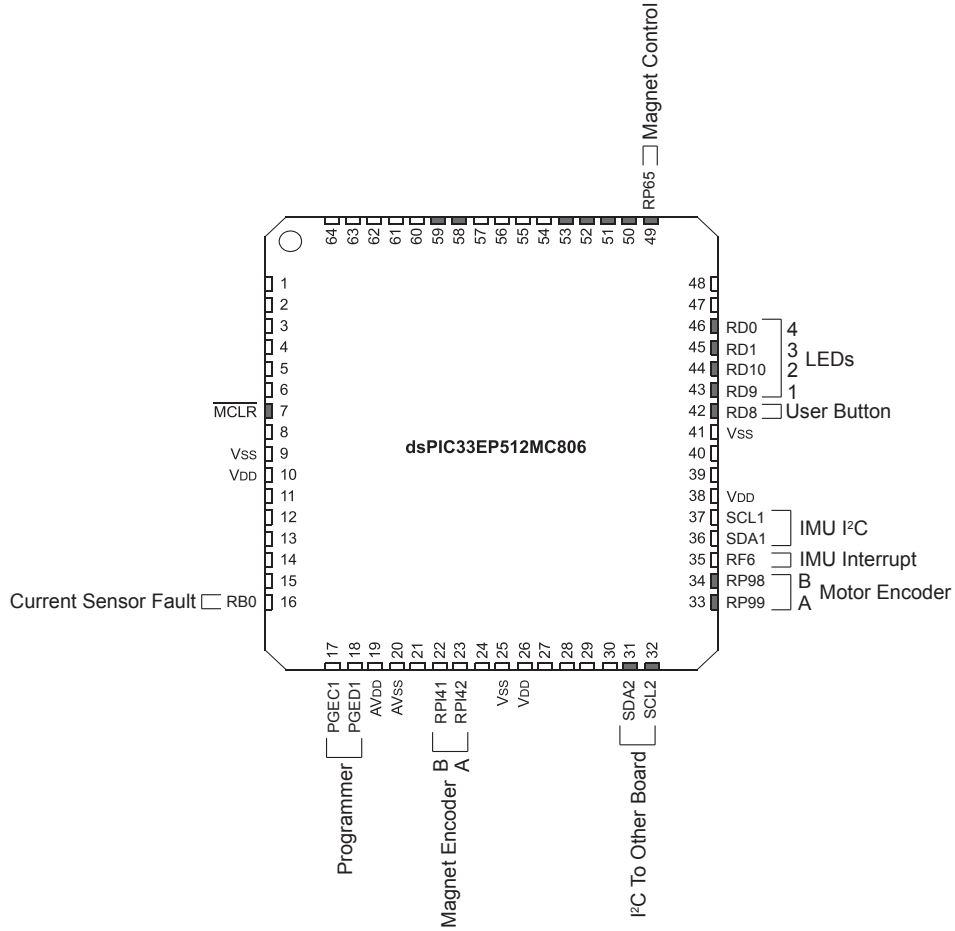 Magnet Control
RP65
64 63 62 61 60 59 58 57 56 55 54 53 52 51 50 49
1
2
3
4
5
6
MCLR 7
8
Vss 9
VDD 10
11
12
13
14
15
Current Sensor Fault RB0 16
dsPIC33EP512MC806
48
47
46 RD0 4
45 RD1 3
LEDs
44 RD10 2
43 RD9 1
42 RD8 User Button
41 Vss
40
39
38 VDD
37 SCL1
IMU I²C
36 SDA1
35 RF6 IMU Interrupt
34 RP98 B
Motor Encoder
33 RP99 A
17 18 19 20 21 22 23 24 25 26 27 28 29 30 31 32
PGEC1 PGED1 AVDD AVss RPI41 RPI42 Vss VDD SDA2 SCL2
B A
Programmer
Magnet Encoder
I²C To Other Board